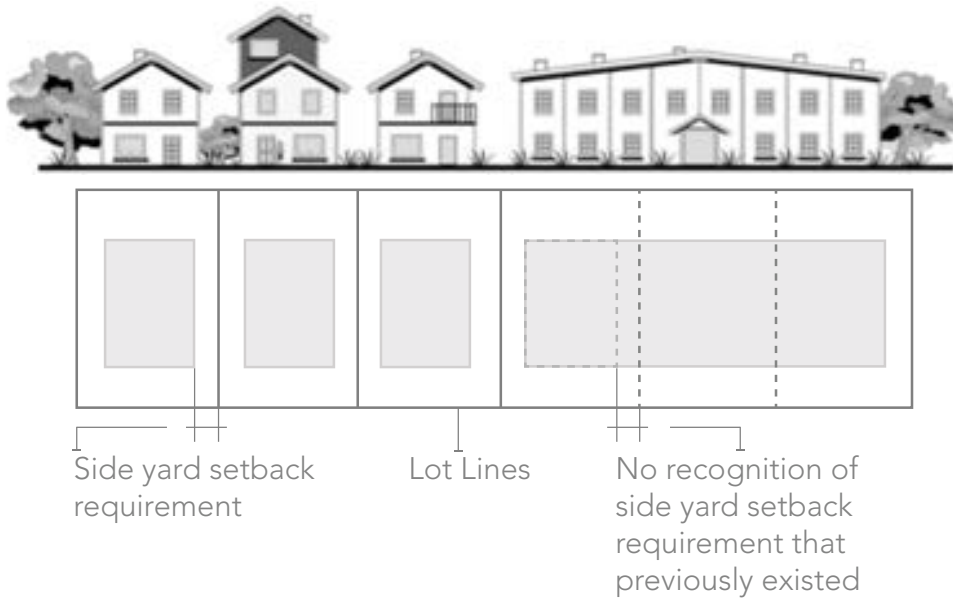 Side yard setback
requirement
Lot Lines
No recognition of
side yard setback
requirement that
previously existed